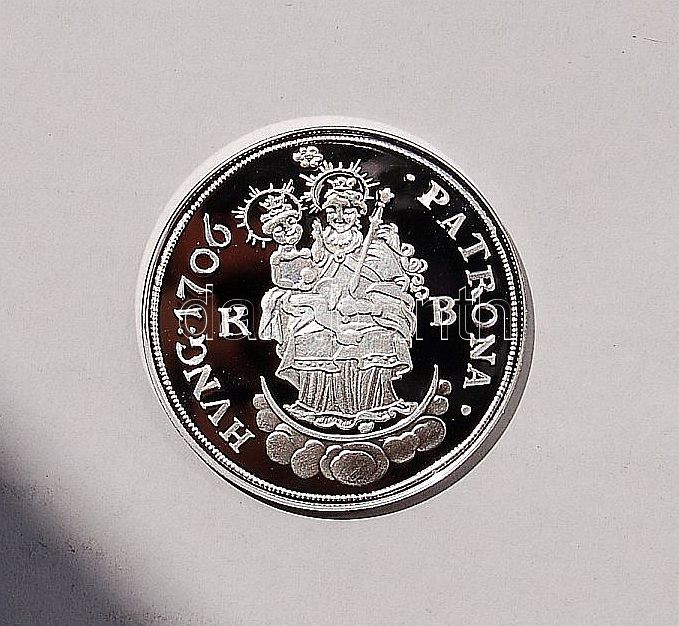 · PATRONA ·
HVNG·1706
K B